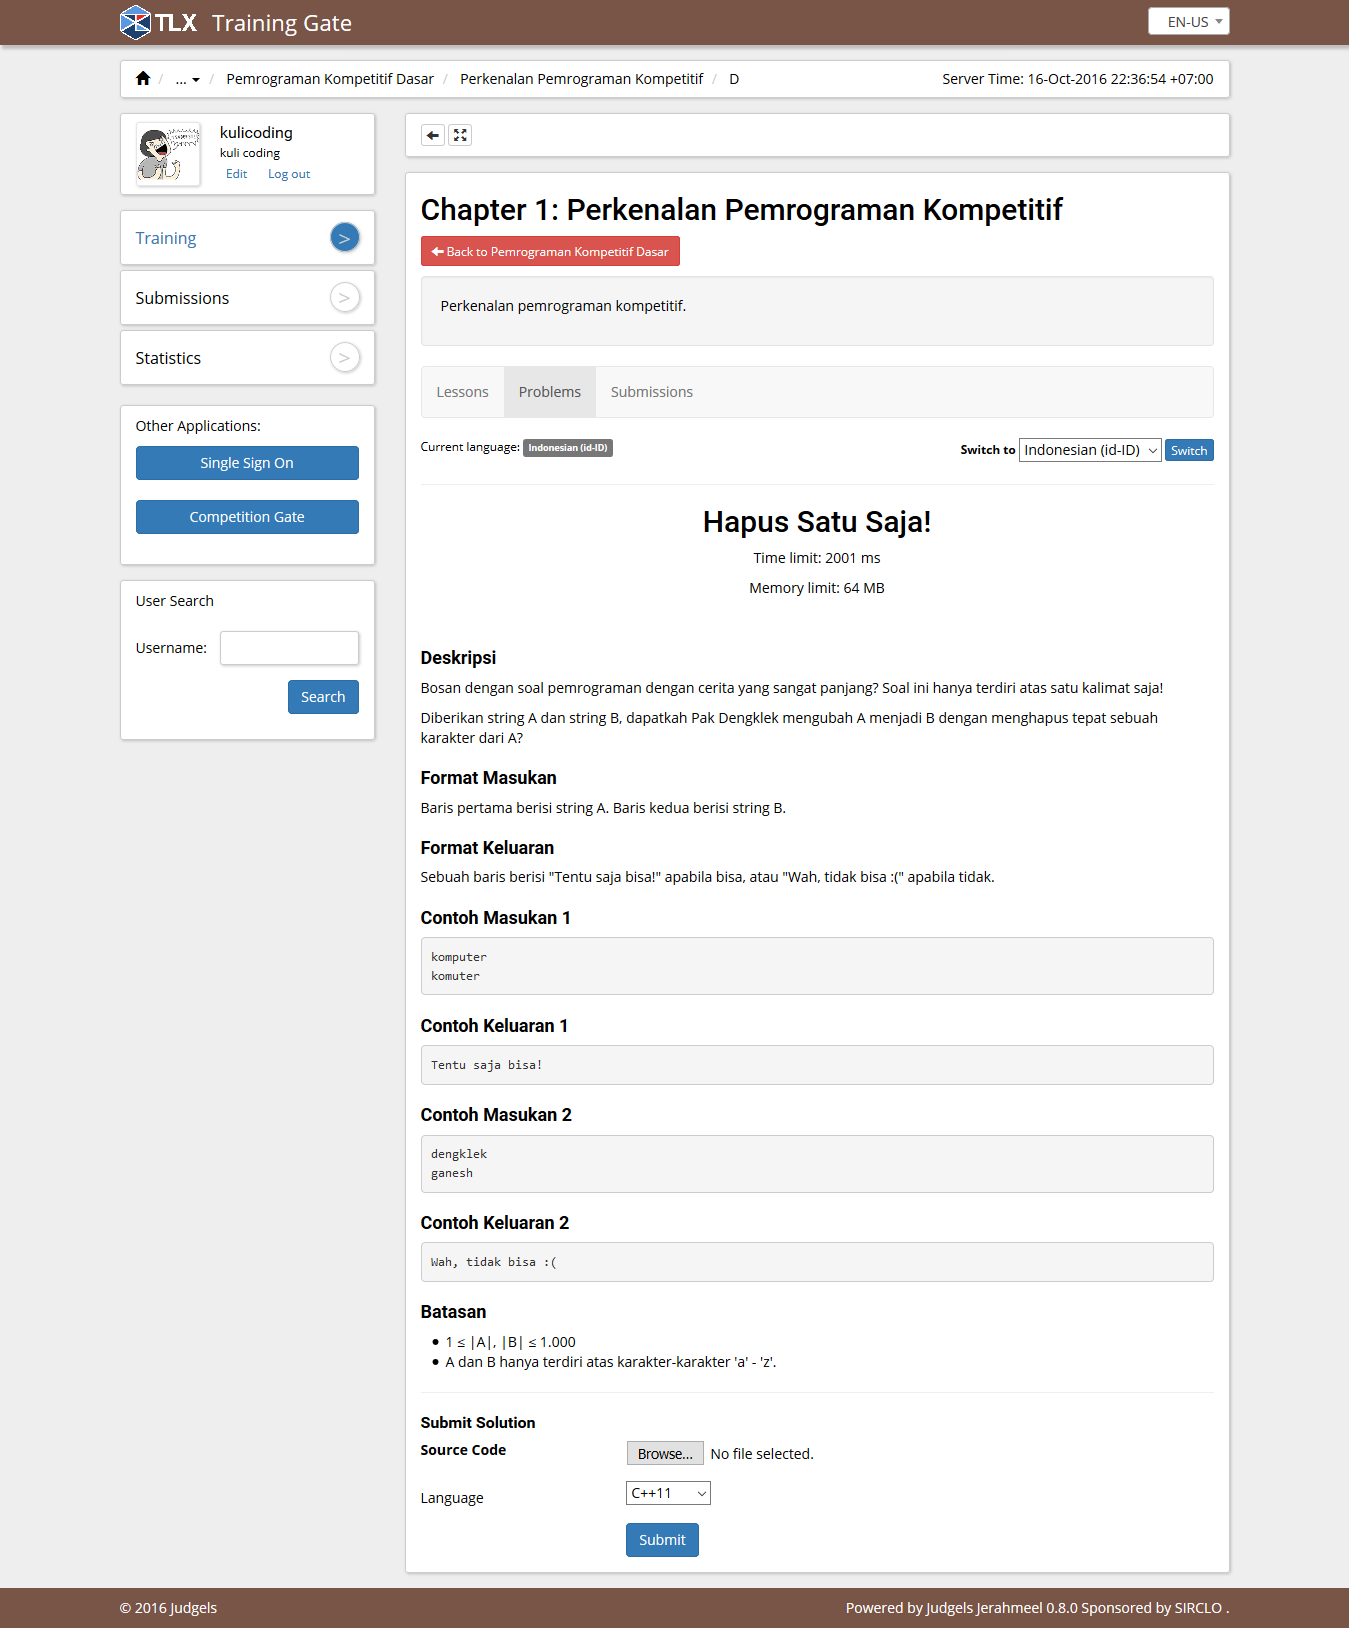 TLX Training Gate
EN-US
... Pemrograman Kompetitif Dasar / Perkenalan Pemrograman Kompetitif / D
Server Time: 16-Oct-2016 22:36:54 +07:00
kulicoding
kuli coding
Edit Log out
Training >
Submissions >
Statistics >
Other Applications:
Single Sign On
Competition Gate
User Search
Username:
Search
Chapter 1: Perkenalan Pemrograman Kompetitif
Back to Pemrograman Kompetitif Dasar
Perkenalan pemrograman kompetitif.
Lessons Problems Submissions
Current language: Indonesian (id-ID)
Switch to Indonesian (id-ID) Switch
Hapus Satu Saja!
Time limit: 2001 ms
Memory limit: 64 MB
Deskripsi
Bosan dengan soal pemrograman dengan cerita yang sangat panjang? Soal ini hanya terdiri atas satu kalimat saja!
Diberikan string A dan string B, dapatkah Pak Dengklek mengubah A menjadi B dengan menghapus tepat sebuah
karakter dari A?
Format Masukan
Baris pertama berisi string A. Baris kedua berisi string B.
Format Keluaran
Sebuah baris berisi "Tentu saja bisa!" apabila bisa, atau "Wah, tidak bisa :(" apabila tidak.
Contoh Masukan 1
komputer
komuter
Contoh Keluaran 1
Tentu saja bisa!
Contoh Masukan 2
dengklek
ganesh
Contoh Keluaran 2
Wah, tidak bisa :(
Batasan
• 1 ≤ |A|, |B| ≤ 1.000
• A dan B hanya terdiri atas karakter-karakter 'a' - 'z'.
Submit Solution
Source Code Browse... No file selected.
Language C++11
Submit
© 2016 Judgels
Powered by Judgels Jerahmeel 0.8.0 Sponsored by SIRCLO .